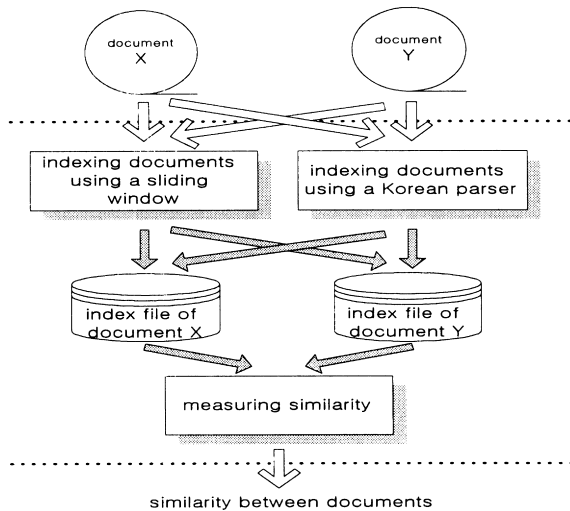 document
X
document
Y
indexing documents
using a sliding
window
indexing documents
using a Korean parser
index file of
document X
index file of
document Y
measuring similarity
similarity between documents